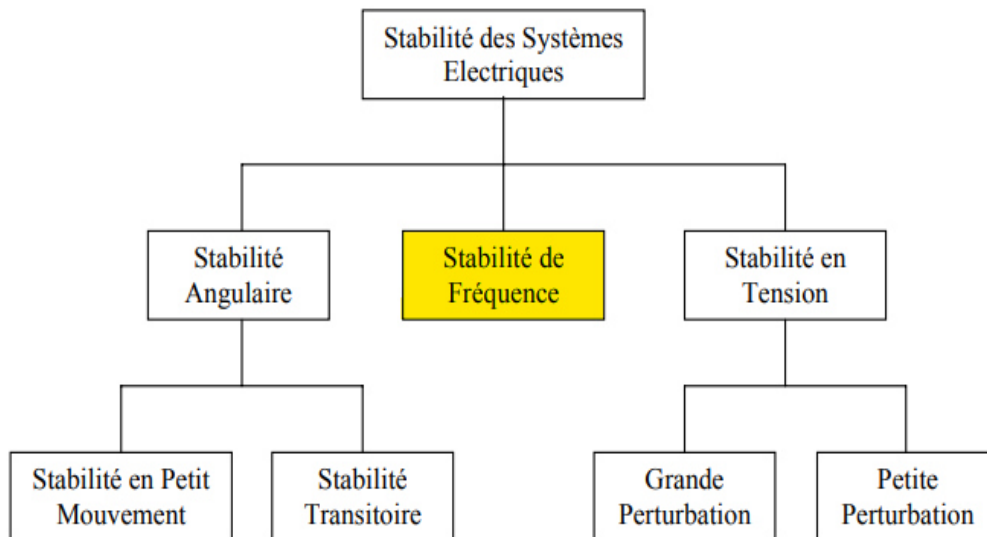 Stabilité des Systèmes
Electriques
Stabilité
Angulaire
Stabilité de
Fréquence
Stabilité en
Tension
Stabilité en Petit
Mouvement
Stabilité
Transitoire
Grande
Perturbation
Petite
Perturbation